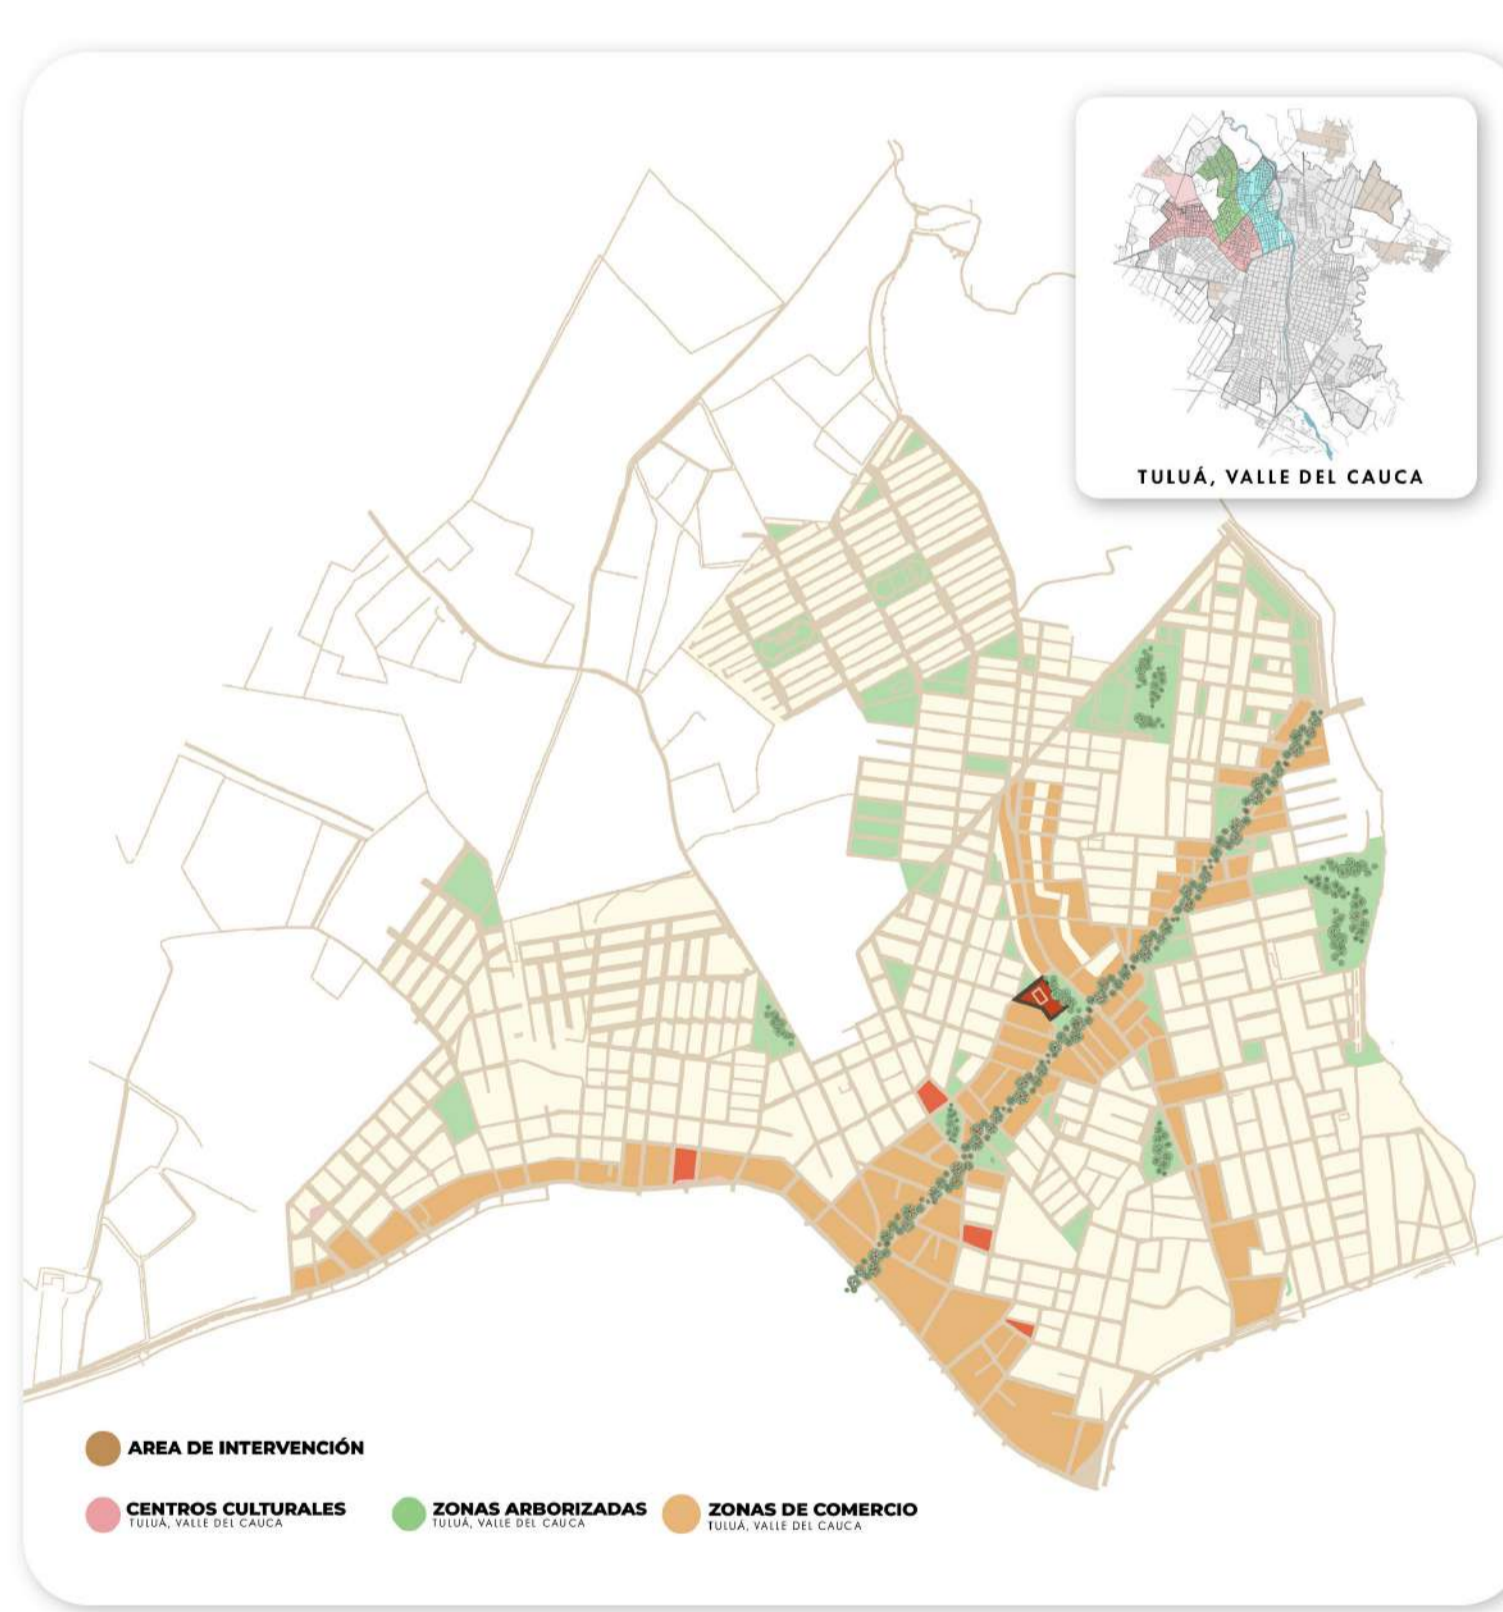 TULUÁ, VALLE DEL CAUCA
AREA DE INTERVENCIÓN
CENTROS CULTURALES
TULUÁ, VALLE DEL CAUCA
ZONAS ARBORIZADAS
TULUÁ, VALLE DEL CAUCA
ZONAS DE COMERCIO
TULUÁ, VALLE DEL CAUCA